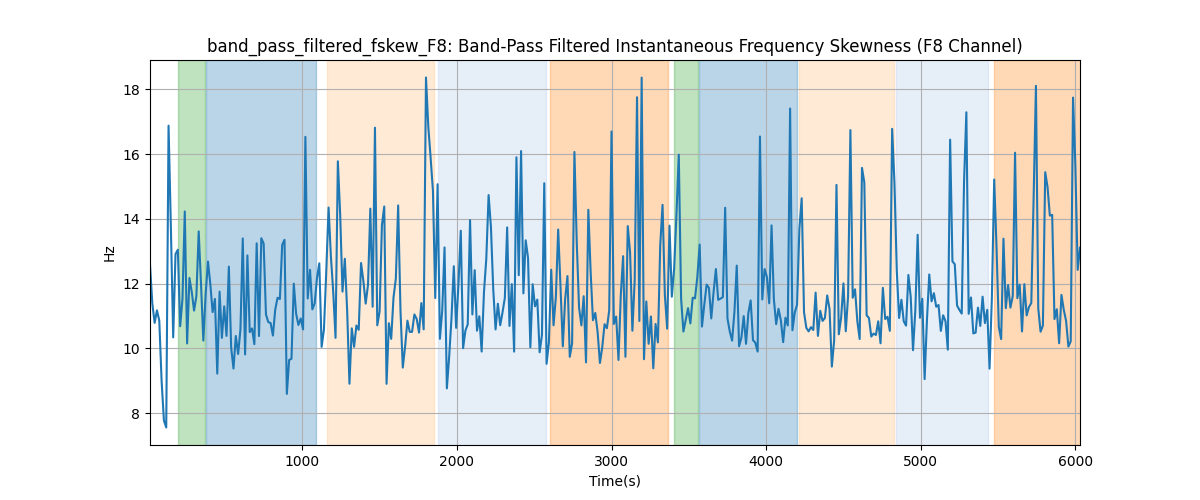 band_pass_filtered_fskew_F8: Band-Pass Filtered Instantaneous Frequency Skewness (F8 Channel)
Hz
18
16
14
12
10
8
1000 2000 3000 4000 5000 6000
Time(s)